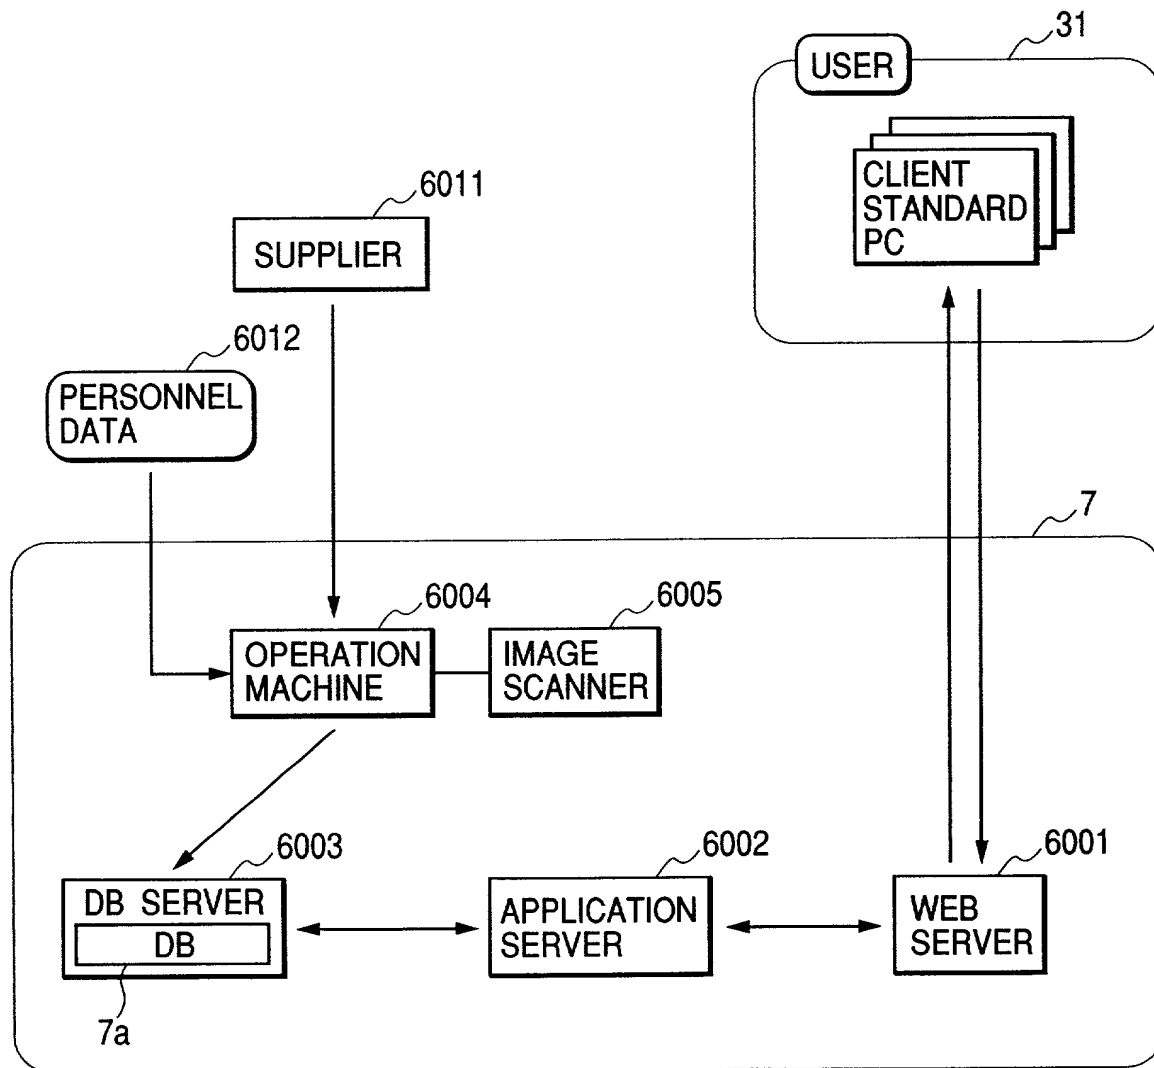 31
USER
CLIENT
STANDARD
PC
6011
SUPPLIER
6012
PERSONNEL
DATA
7
6004
OPERATION
MACHINE
6005
IMAGE
SCANNER
6003
DB SERVER
DB
7a
6002
APPLICATION
SERVER
6001
WEB
SERVER